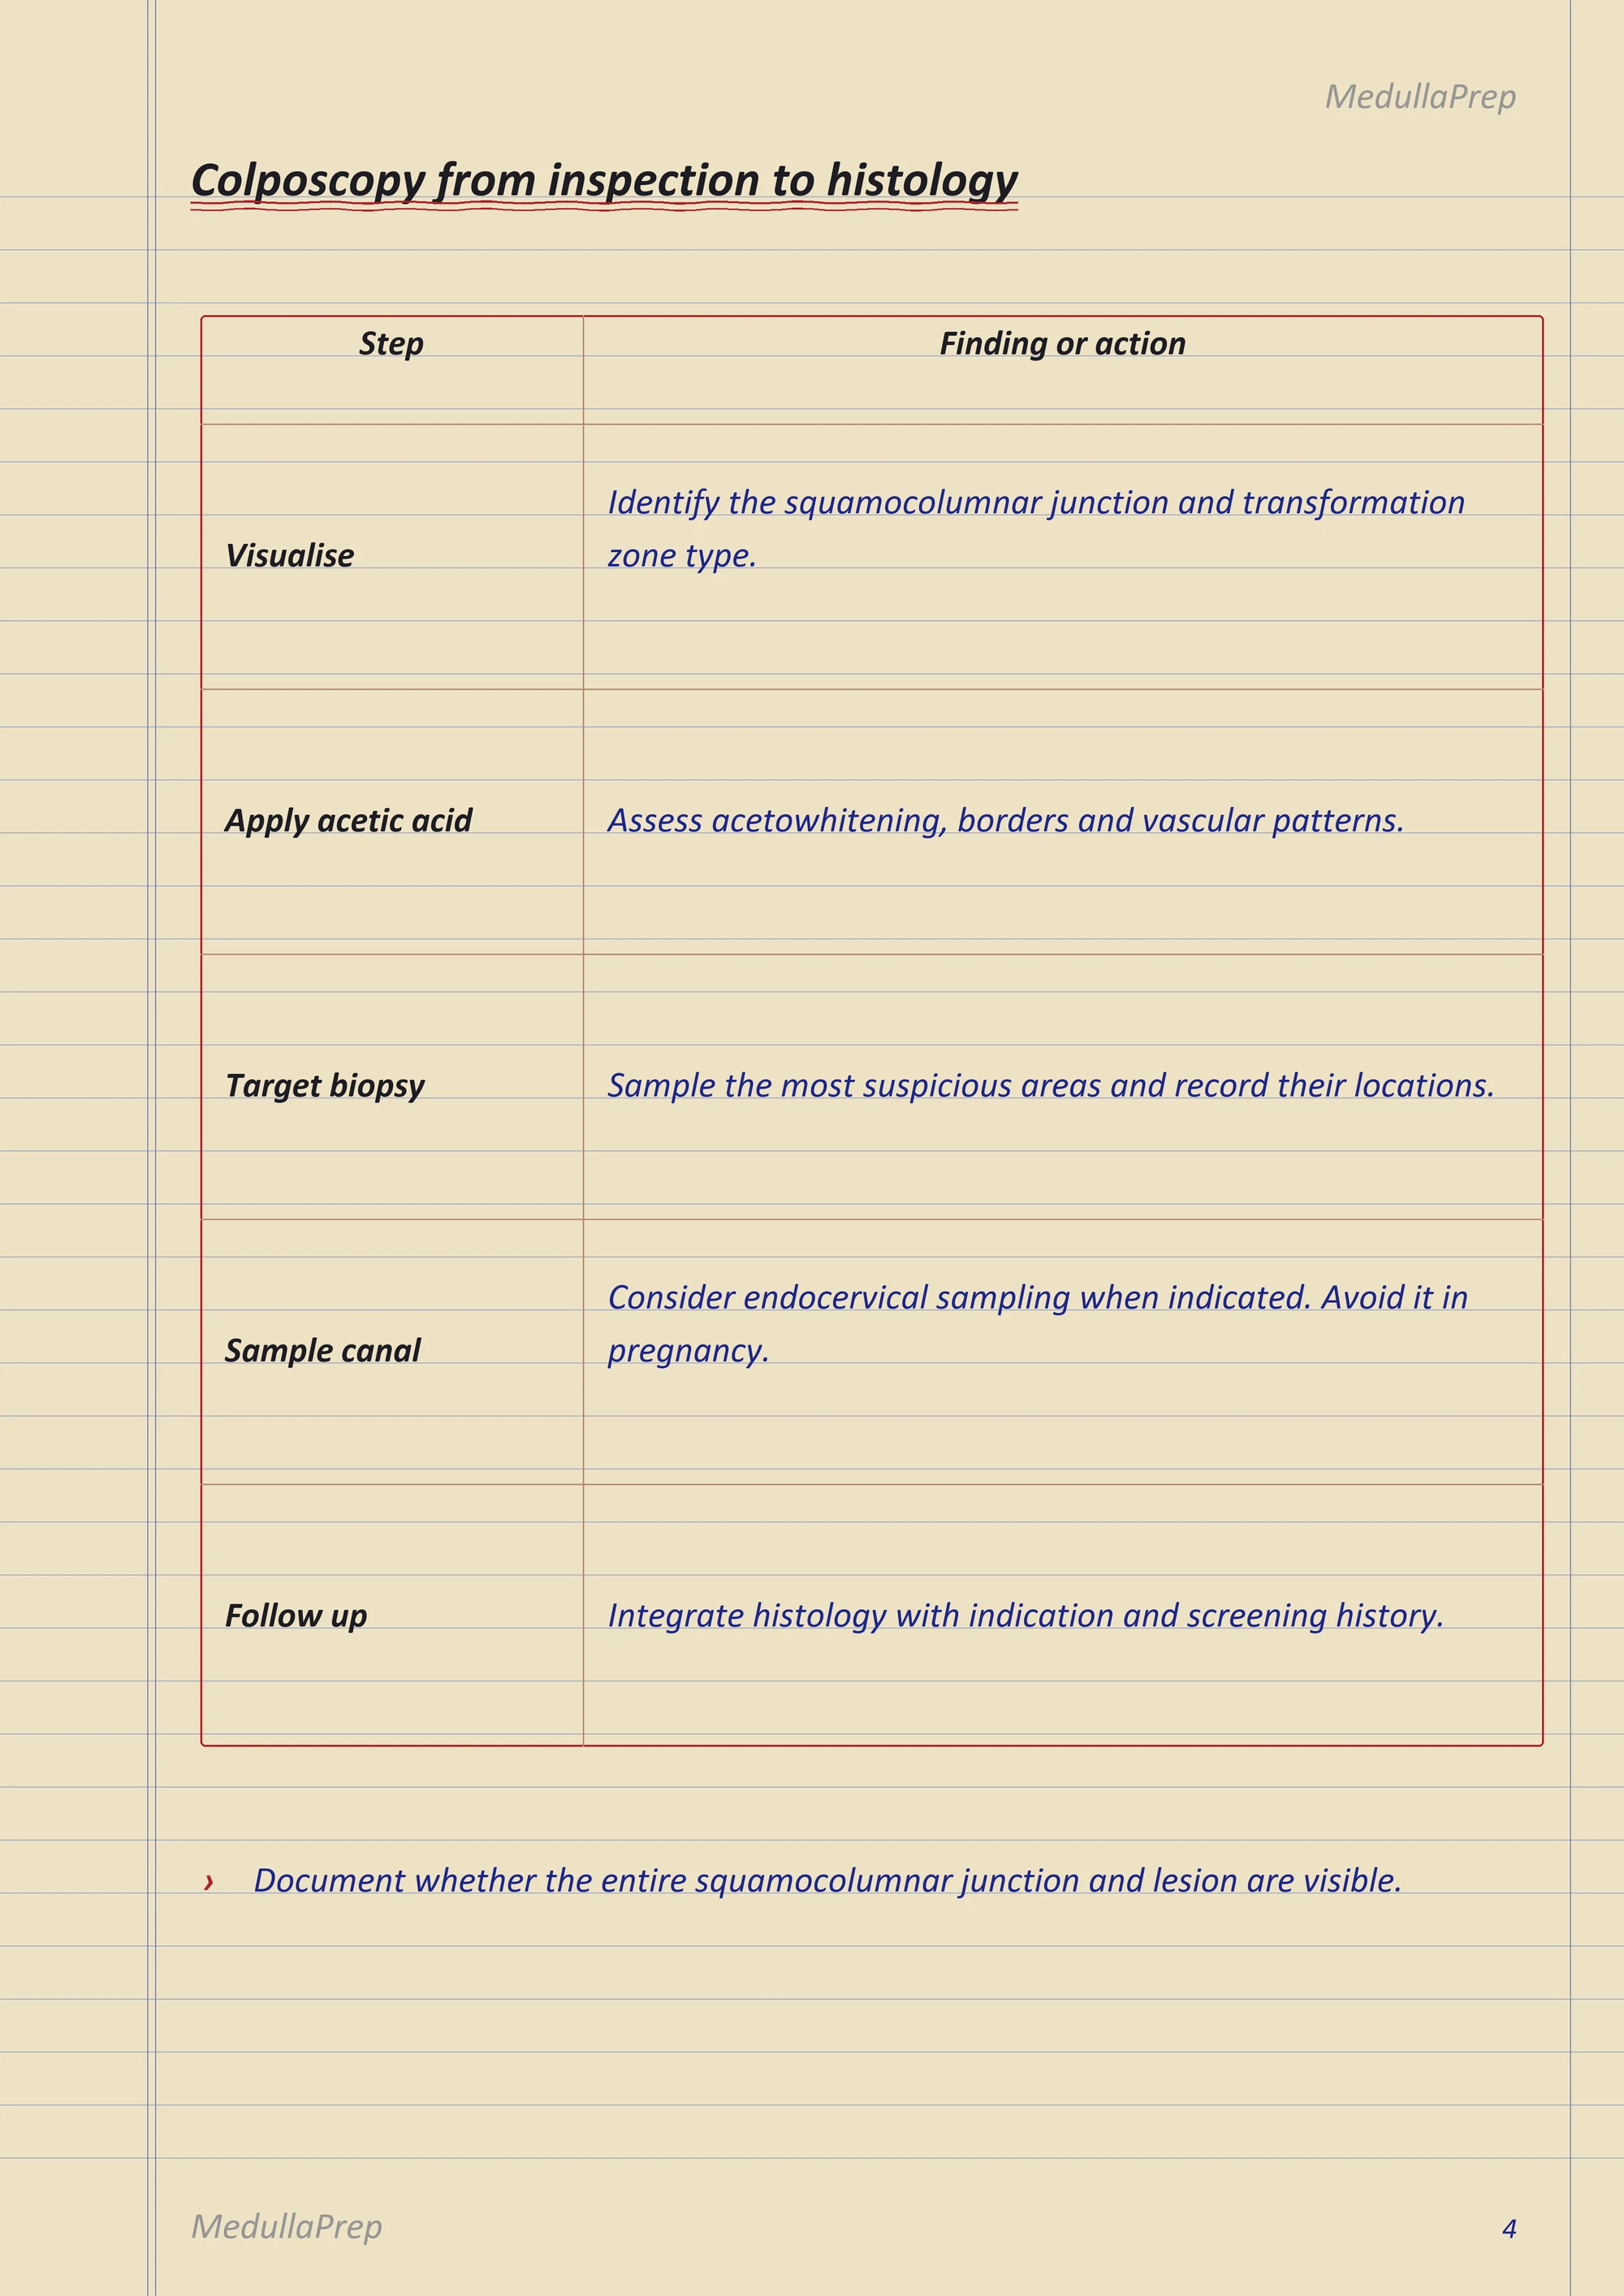 MedullaPrep
Colposcopy from inspection to histology
Step
Finding or action
Visualise
Identify the squamocolumnar junction and transformation
zone type.
Apply acetic acid
Assess acetowhitening, borders and vascular patterns.
Target biopsy
Sample the most suspicious areas and record their locations.
Sample canal
Consider endocervical sampling when indicated. Avoid it in
pregnancy.
Follow up
Integrate histology with indication and screening history.
› Document whether the entire squamocolumnar junction and lesion are visible.
MedullaPrep
4